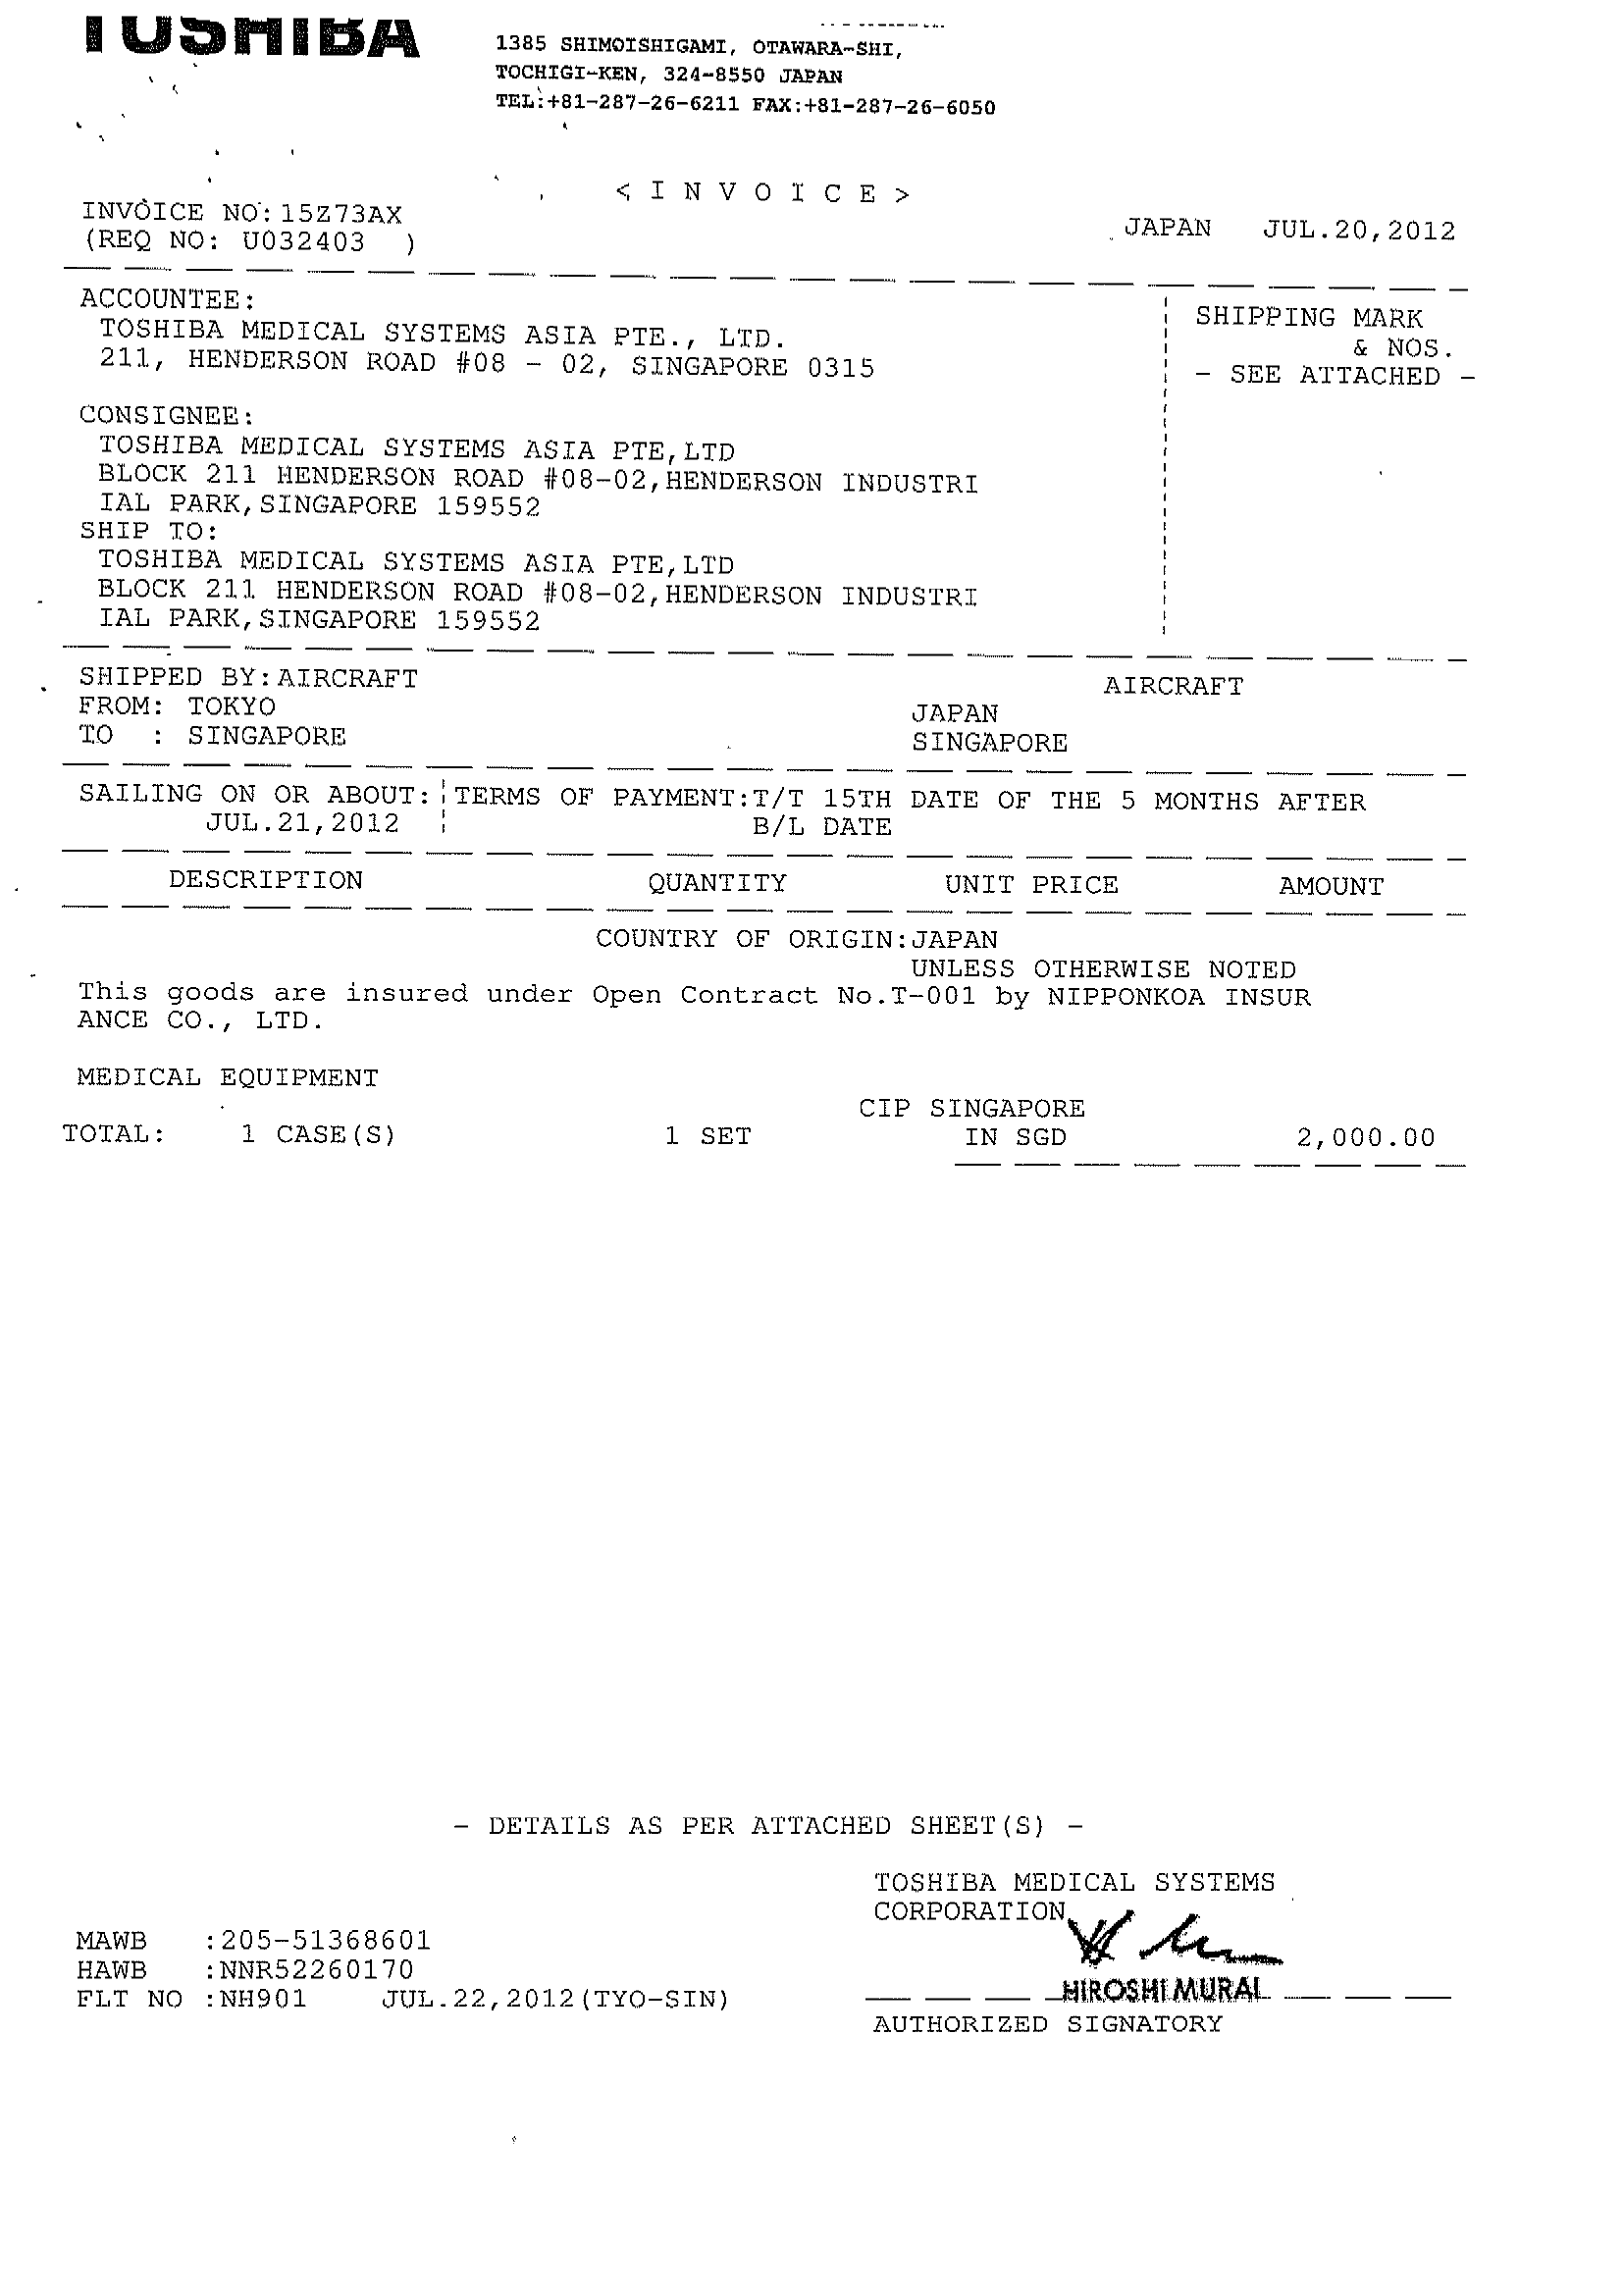 TOSHIBA
1385 SHIMOISHIGAMI, OTAWARA-SHI,
TOCHIGI-KEN, 324-8550 JAPAN
TEL:+81-287-26-6211 FAX:+81-287-26-6050
< I N V O I C E >
INVOICE NO: 15Z73AX
(REQ NO: U032403 )
JAPAN JUL.20,2012
ACCOUNTEE:
TOSHIBA MEDICAL SYSTEMS ASIA PTE., LTD.
211, HENDERSON ROAD #08 - 02, SINGAPORE 0315
SHIPPING MARK
& NOS.
- SEE ATTACHED -
CONSIGNEE:
TOSHIBA MEDICAL SYSTEMS ASIA PTE,LTD
BLOCK 211 HENDERSON ROAD #08-02,HENDERSON INDUSTRI
IAL PARK,SINGAPORE 159552
SHIP TO:
TOSHIBA MEDICAL SYSTEMS ASIA PTE,LTD
BLOCK 211 HENDERSON ROAD #08-02,HENDERSON INDUSTRI
IAL PARK,SINGAPORE 159552
SHIPPED BY:AIRCRAFT AIRCRAFT
FROM: TOKYO JAPAN
TO : SINGAPORE SINGAPORE
SAILING ON OR ABOUT: TERMS OF PAYMENT:T/T 15TH DATE OF THE 5 MONTHS AFTER
JUL.21,2012 B/L DATE
DESCRIPTION QUANTITY UNIT PRICE AMOUNT
COUNTRY OF ORIGIN:JAPAN
UNLESS OTHERWISE NOTED
This goods are insured under Open Contract No.T-001 by NIPPONKOA INSUR
ANCE CO., LTD.
MEDICAL EQUIPMENT
CIP SINGAPORE
TOTAL: 1 CASE(S) 1 SET IN SGD 2,000.00
- DETAILS AS PER ATTACHED SHEET(S) -
TOSHIBA MEDICAL SYSTEMS
CORPORATION
MAWB :205-51368601
HAWB :NNR52260170
FLT NO :NH901 JUL.22,2012(TYO-SIN)
HIROSHI MURAI
AUTHORIZED SIGNATORY